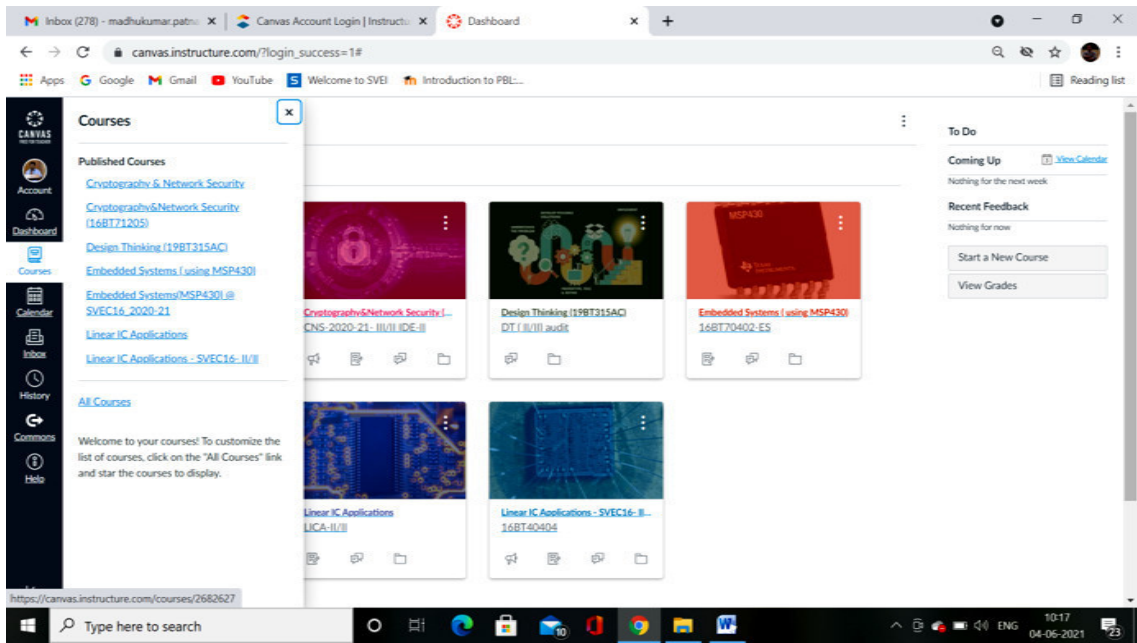 Inbox (278) - madhukumar.patna
Canvas Account Login | Instructu
Dashboard
canvas.instructure.com/?login_success=1#
Apps
Google
Gmail
YouTube
Welcome to SVEI
Introduction to PBL:...
Reading list
CANVAS
Account
Dashboard
Courses
Calendar
Inbox
History
Commons
Help
Courses
Published Courses
Cryptography & Network Security
Cryptography&Network Security
(16BT71205)
Design Thinking (19BT315AC)
Embedded Systems ( using MSP430)
Embedded Systems(MSP430) @
SVEC16_2020-21
Linear IC Applications
Linear IC Applications - SVEC16- II/II
All Courses
Welcome to your courses! To customize the
list of courses, click on the "All Courses" link
and star the courses to display.
Cryptography&Network Security (...
CNS-2020-21- III/II IDE-II
Design Thinking (19BT315AC)
DT ( II/III) audit
MSP430
TEXAS
INSTRUMENTS
Embedded Systems ( using MSP430)
16BT70402-ES
Linear IC Applications
LICA-II/II
Linear IC Applications - SVEC16- II...
16BT40404
To Do
Coming Up
View Calendar
Nothing for the next week
Recent Feedback
Nothing for now
Start a New Course
View Grades
https://canvas.instructure.com/courses/2682627
Type here to search
10
ENG
10:17
04-06-2021
23